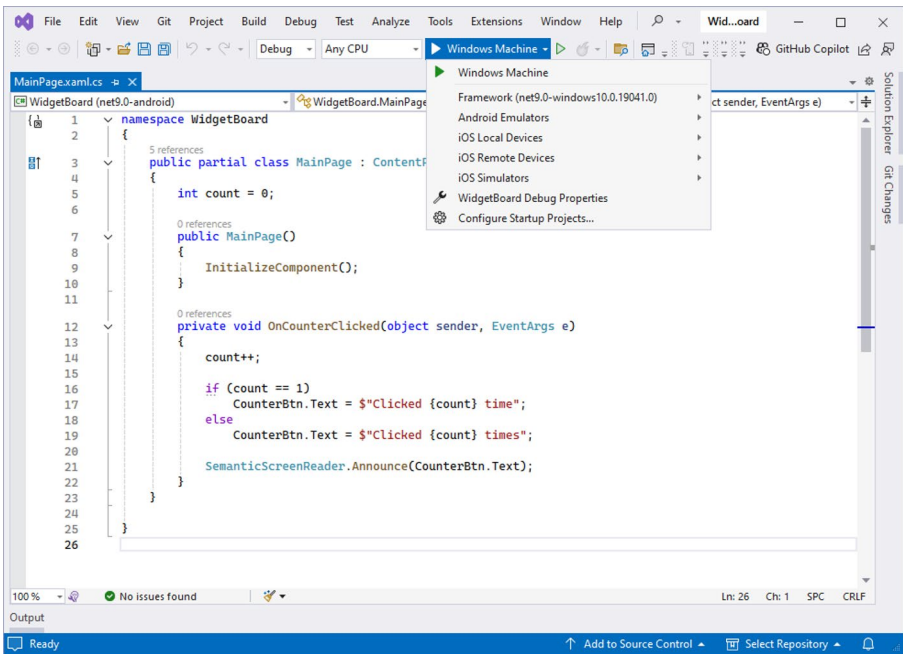 File Edit View Git Project Build Debug Test Analyze Tools Extensions Window Help Wid...oard
Debug Any CPU Windows Machine GitHub Copilot
MainPage.xaml.cs
WidgetBoard (net9.0-android) WidgetBoard.MainPage ct sender, EventArgs e)
Windows Machine
Framework (net9.0-windows10.0.19041.0)
Android Emulators
iOS Local Devices
iOS Remote Devices
iOS Simulators
WidgetBoard Debug Properties
Configure Startup Projects...
Solution Explorer
Git Changes
1 namespace WidgetBoard
2 {
5 references
3 public partial class MainPage : ContentP
4 {
5 int count = 0;
6
0 references
7 public MainPage()
8 {
9 InitializeComponent();
10 }
11
0 references
12 private void OnCounterClicked(object sender, EventArgs e)
13 {
14 count++;
15
16 if (count == 1)
17 CounterBtn.Text = $"Clicked {count} time";
18 else
19 CounterBtn.Text = $"Clicked {count} times";
20
21 SemanticScreenReader.Announce(CounterBtn.Text);
22 }
23 }
24
25 }
26
100 % No issues found Ln: 26 Ch: 1 SPC CRLF
Output
Ready Add to Source Control Select Repository